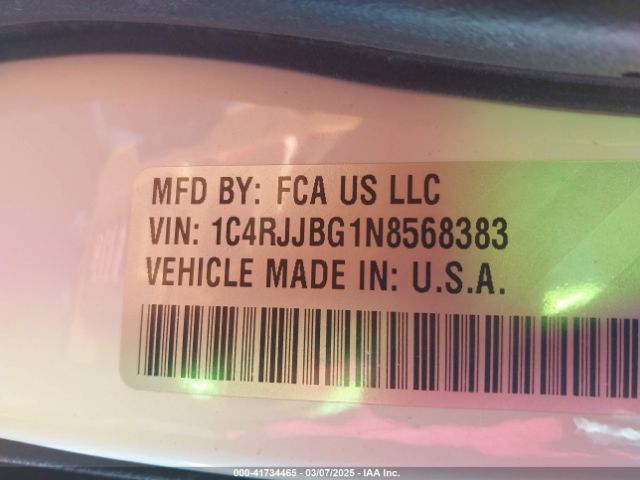 MFD BY: FCA US LLC
VIN: 1C4RJJBG1N8568383
VEHICLE MADE IN: U.S.A.
000-41734465 - 03/07/2025 - IAA Inc.